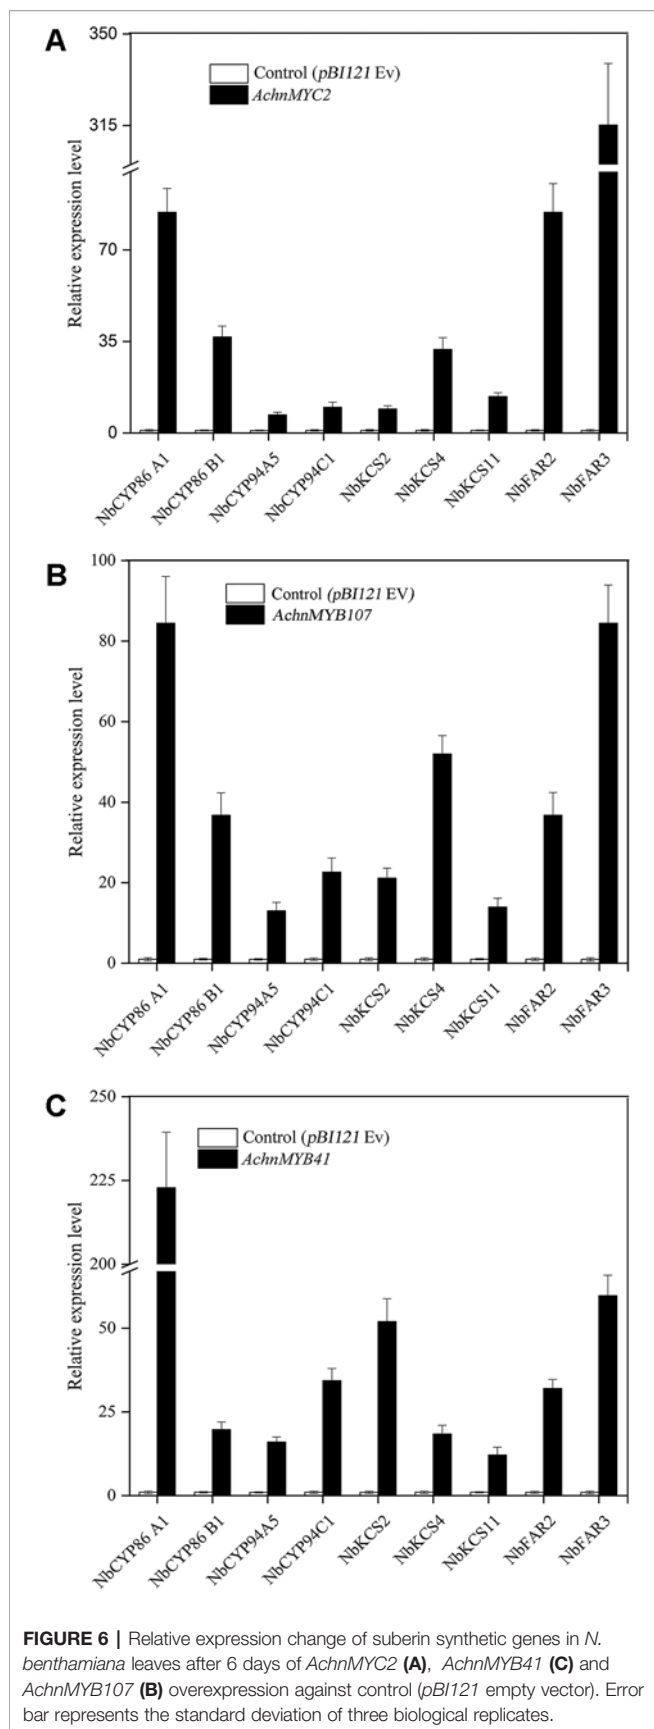 A
350
315
70
35
0
Relative expression level
Control (pBI121 Ev)
AchnMYC2
NbCYP86 A1
NbCYP86 B1
NbCYP94A5
NbCYP94C1
NbKCS2
NbKCS4
NbKCS11
NbFAR2
NbFAR3
B
100
80
60
40
20
0
Relative expression level
Control (pBI121 EV)
AchnMYB107
NbCYP86 A1
NbCYP86 B1
NbCYP94A5
NbCYP94C1
NbKCS2
NbKCS4
NbKCS11
NbFAR2
NbFAR3
C
250
225
200
50
25
0
Relative expression level
Control (pBI121 Ev)
AchnMYB41
NbCYP86 A1
NbCYP86 B1
NbCYP94A5
NbCYP94C1
NbKCS2
NbKCS4
NbKCS11
NbFAR2
NbFAR3
FIGURE 6 | Relative expression change of suberin synthetic genes in N.
benthamiana leaves after 6 days of AchnMYC2 (A), AchnMYB41 (C) and
AchnMYB107 (B) overexpression against control (pBI121 empty vector). Error
bar represents the standard deviation of three biological replicates.